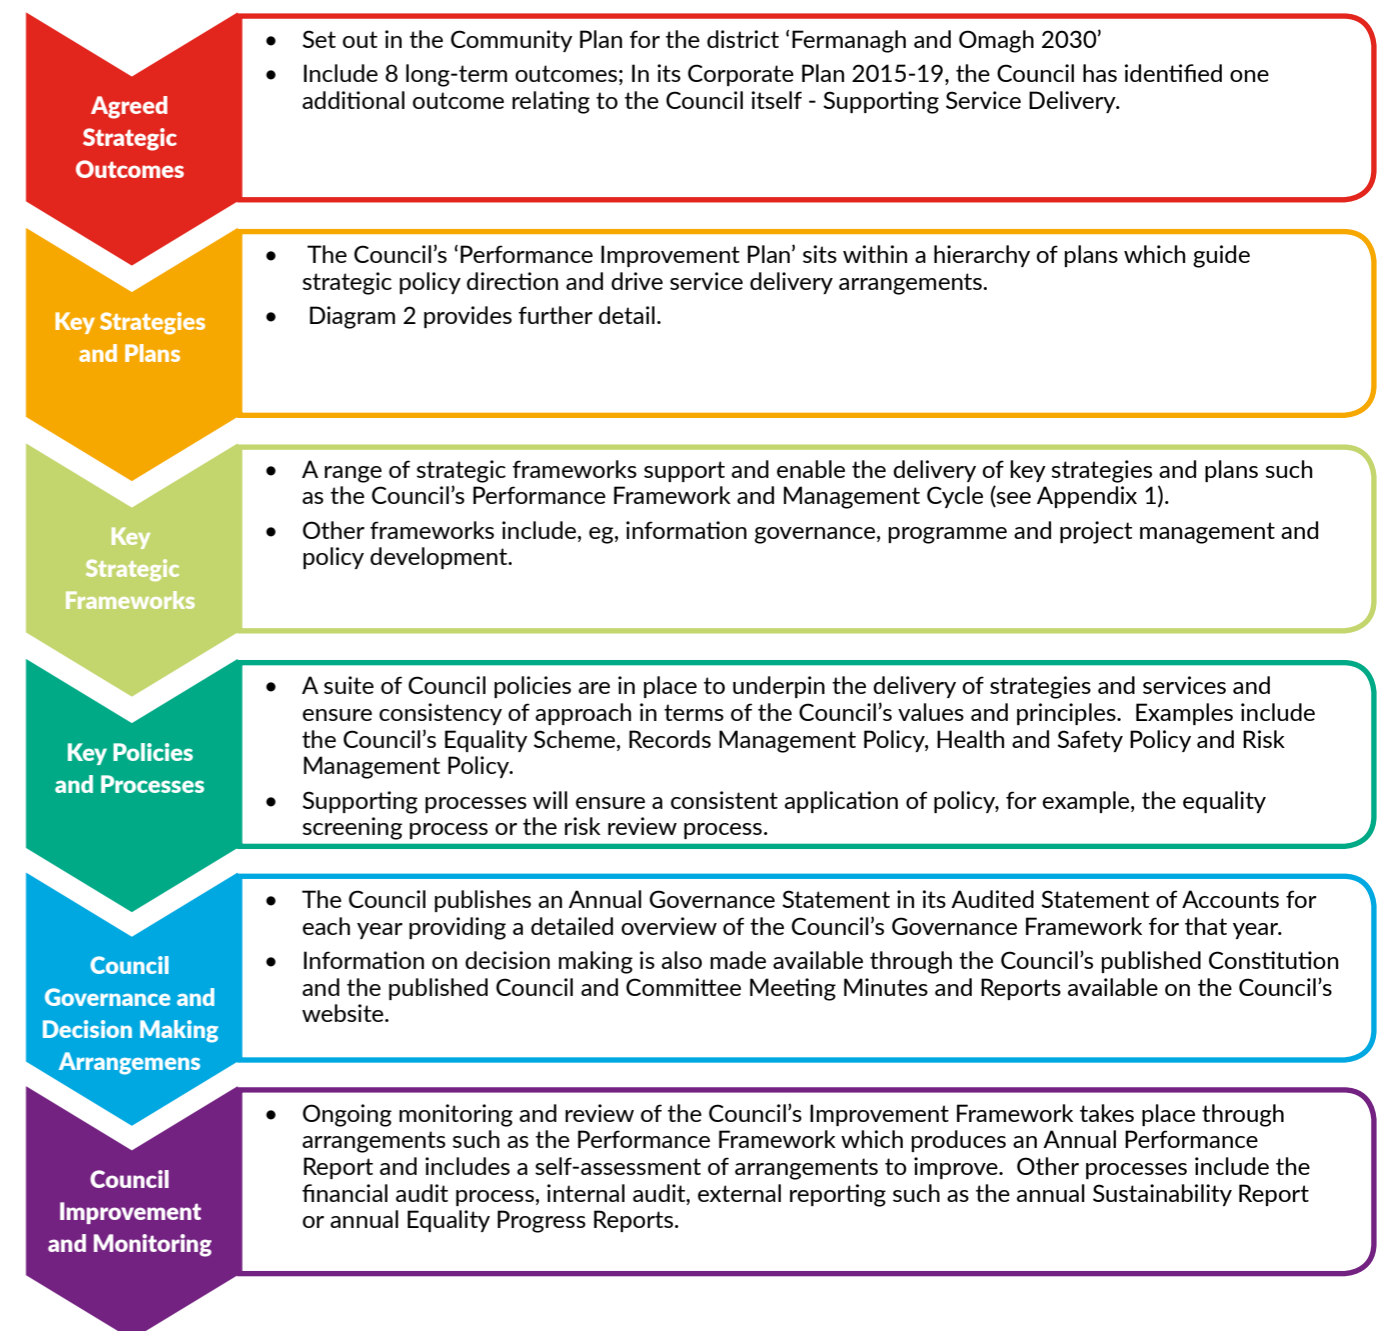 Agreed
Strategic
Outcomes
• Set out in the Community Plan for the district ‘Fermanagh and Omagh 2030’
• Include 8 long-term outcomes; In its Corporate Plan 2015-19, the Council has identified one
additional outcome relating to the Council itself - Supporting Service Delivery.
Key Strategies
and Plans
• The Council’s ‘Performance Improvement Plan’ sits within a hierarchy of plans which guide
strategic policy direction and drive service delivery arrangements.
• Diagram 2 provides further detail.
Key
Strategic
Frameworks
• A range of strategic frameworks support and enable the delivery of key strategies and plans such
as the Council’s Performance Framework and Management Cycle (see Appendix 1).
• Other frameworks include, eg, information governance, programme and project management and
policy development.
Key Policies
and Processes
• A suite of Council policies are in place to underpin the delivery of strategies and services and
ensure consistency of approach in terms of the Council’s values and principles.  Examples include
the Council’s Equality Scheme, Records Management Policy, Health and Safety Policy and Risk
Management Policy.
• Supporting processes will ensure a consistent application of policy, for example, the equality
screening process or the risk review process.
Council
Governance and
Decision Making
Arrangemens
• The Council publishes an Annual Governance Statement in its Audited Statement of Accounts for
each year providing a detailed overview of the Council’s Governance Framework for that year.
• Information on decision making is also made available through the Council’s published Constitution
and the published Council and Committee Meeting Minutes and Reports available on the Council’s
website.
Council
Improvement
and Monitoring
• Ongoing monitoring and review of the Council’s Improvement Framework takes place through
arrangements such as the Performance Framework which produces an Annual Performance
Report and includes a self-assessment of arrangements to improve.  Other processes include the
financial audit process, internal audit, external reporting such as the annual Sustainability Report
or annual Equality Progress Reports.